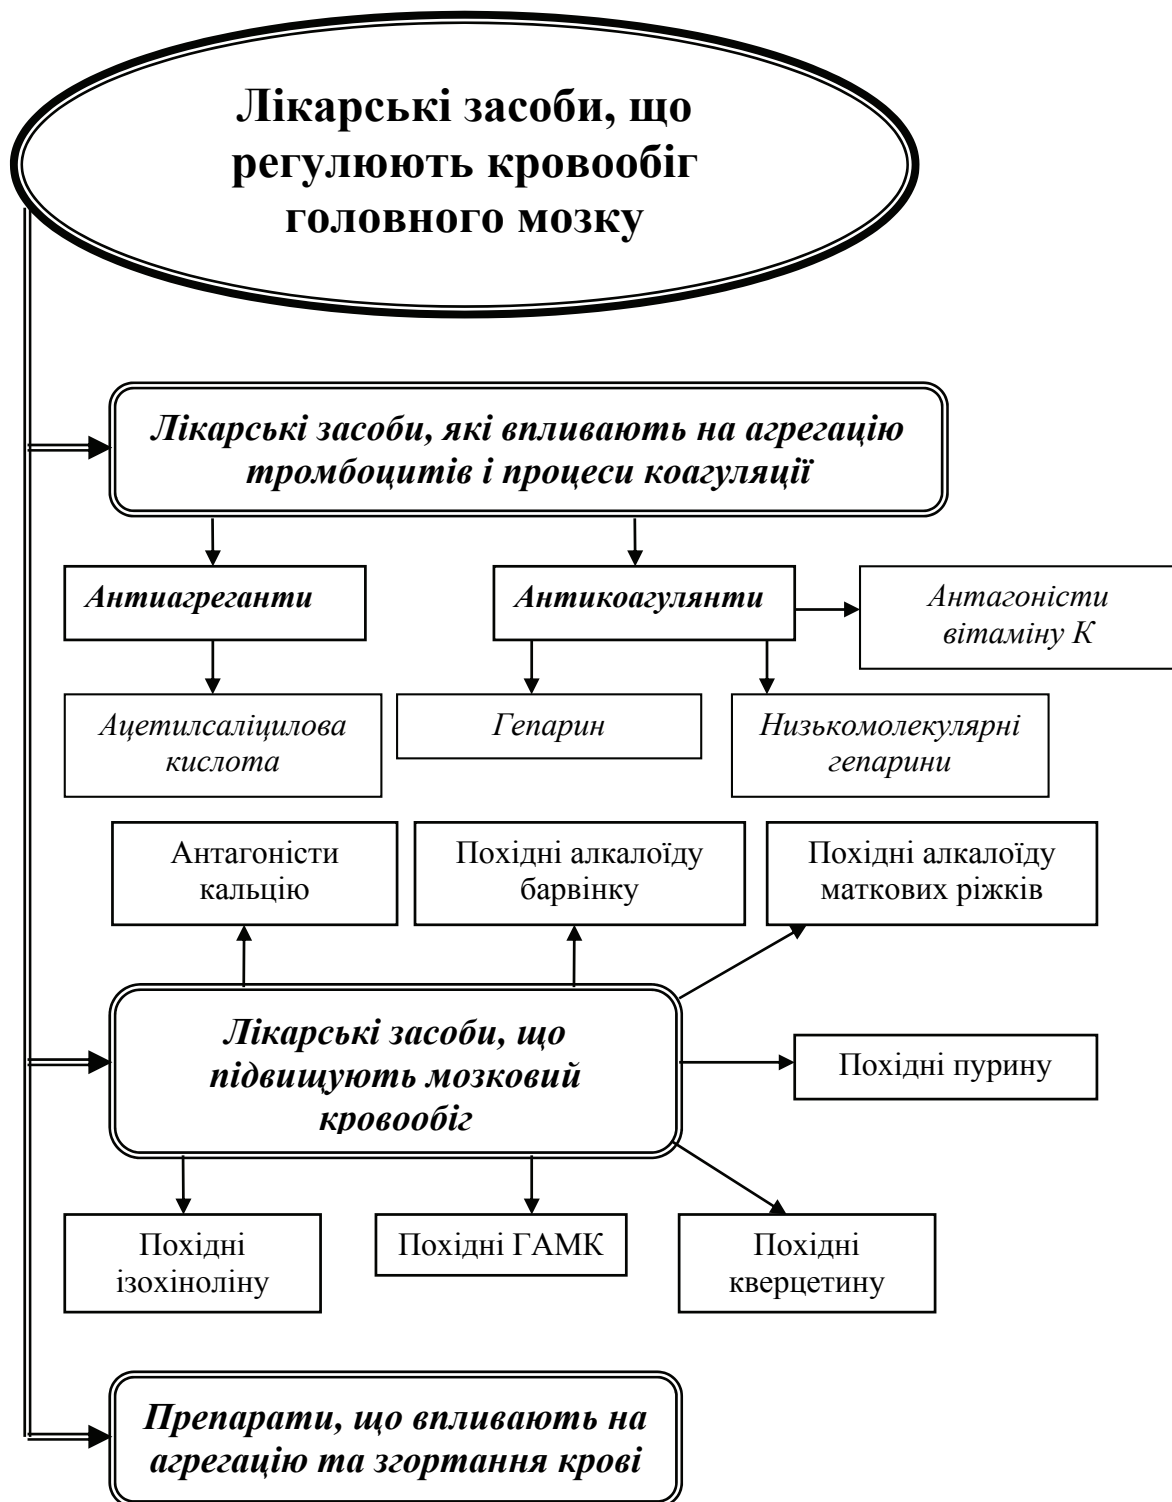 Лікарські засоби, що
регулюють кровообіг
головного мозку
Лікарські засоби, які впливають на агрегацію
тромбоцитів і процеси коагуляції
Антиагреганти
Антикоагулянти
Антагоністи
вітаміну К
Ацетилсаліцилова
кислота
Гепарин
Низькомолекулярні
гепарини
Антагоністи
кальцію
Похідні алкалоїду
барвінку
Похідні алкалоїду
маткових ріжків
Лікарські засоби, що
підвищують мозковий
кровообіг
Похідні пурину
Похідні
ізохіноліну
Похідні ГАМК
Похідні
кверцетину
Препарати, що впливають на
агрегацію та згортання крові